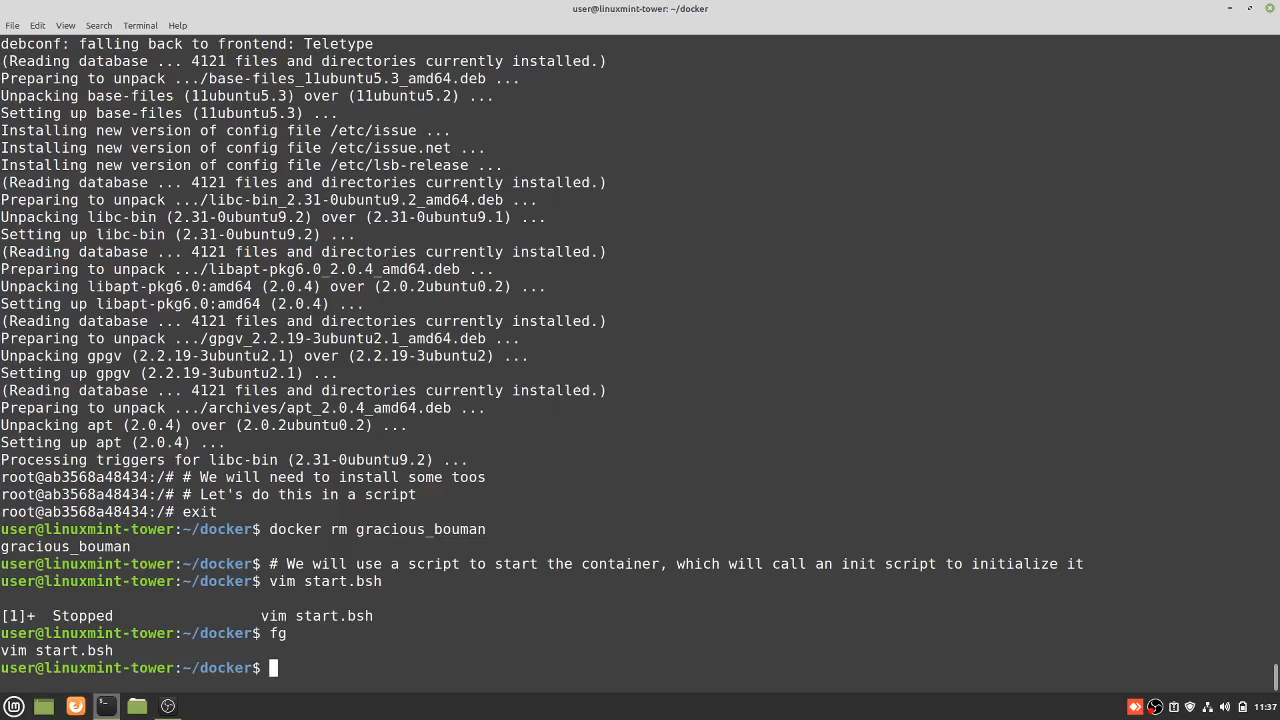 user@linuxmint-tower: ~/docker
File Edit View Search Terminal Help
debconf: falling back to frontend: Teletype
(Reading database ... 4121 files and directories currently installed.)
Preparing to unpack .../base-files_11ubuntu5.3_amd64.deb ...
Unpacking base-files (11ubuntu5.3) over (11ubuntu5.2) ...
Setting up base-files (11ubuntu5.3) ...
Installing new version of config file /etc/issue ...
Installing new version of config file /etc/issue.net ...
Installing new version of config file /etc/lsb-release ...
(Reading database ... 4121 files and directories currently installed.)
Preparing to unpack .../libc-bin_2.31-0ubuntu9.2_amd64.deb ...
Unpacking libc-bin (2.31-0ubuntu9.2) over (2.31-0ubuntu9.1) ...
Setting up libc-bin (2.31-0ubuntu9.2) ...
(Reading database ... 4121 files and directories currently installed.)
Preparing to unpack .../libapt-pkg6.0_2.0.4_amd64.deb ...
Unpacking libapt-pkg6.0:amd64 (2.0.4) over (2.0.2ubuntu0.2) ...
Setting up libapt-pkg6.0:amd64 (2.0.4) ...
(Reading database ... 4121 files and directories currently installed.)
Preparing to unpack .../gpgv_2.2.19-3ubuntu2.1_amd64.deb ...
Unpacking gpgv (2.2.19-3ubuntu2.1) over (2.2.19-3ubuntu2) ...
Setting up gpgv (2.2.19-3ubuntu2.1) ...
(Reading database ... 4121 files and directories currently installed.)
Preparing to unpack .../archives/apt_2.0.4_amd64.deb ...
Unpacking apt (2.0.4) over (2.0.2ubuntu0.2) ...
Setting up apt (2.0.4) ...
Processing triggers for libc-bin (2.31-0ubuntu9.2) ...
root@ab3568a48434:/# # We will need to install some toos
root@ab3568a48434:/# # Let's do this in a script
root@ab3568a48434:/# exit
user@linuxmint-tower:~/docker$ docker rm gracious_bouman
gracious_bouman
user@linuxmint-tower:~/docker$ # We will use a script to start the container, which will call an init script to initialize it
user@linuxmint-tower:~/docker$ vim start.bsh
[1]+ Stopped vim start.bsh
user@linuxmint-tower:~/docker$ fg
vim start.bsh
user@linuxmint-tower:~/docker$
11:37